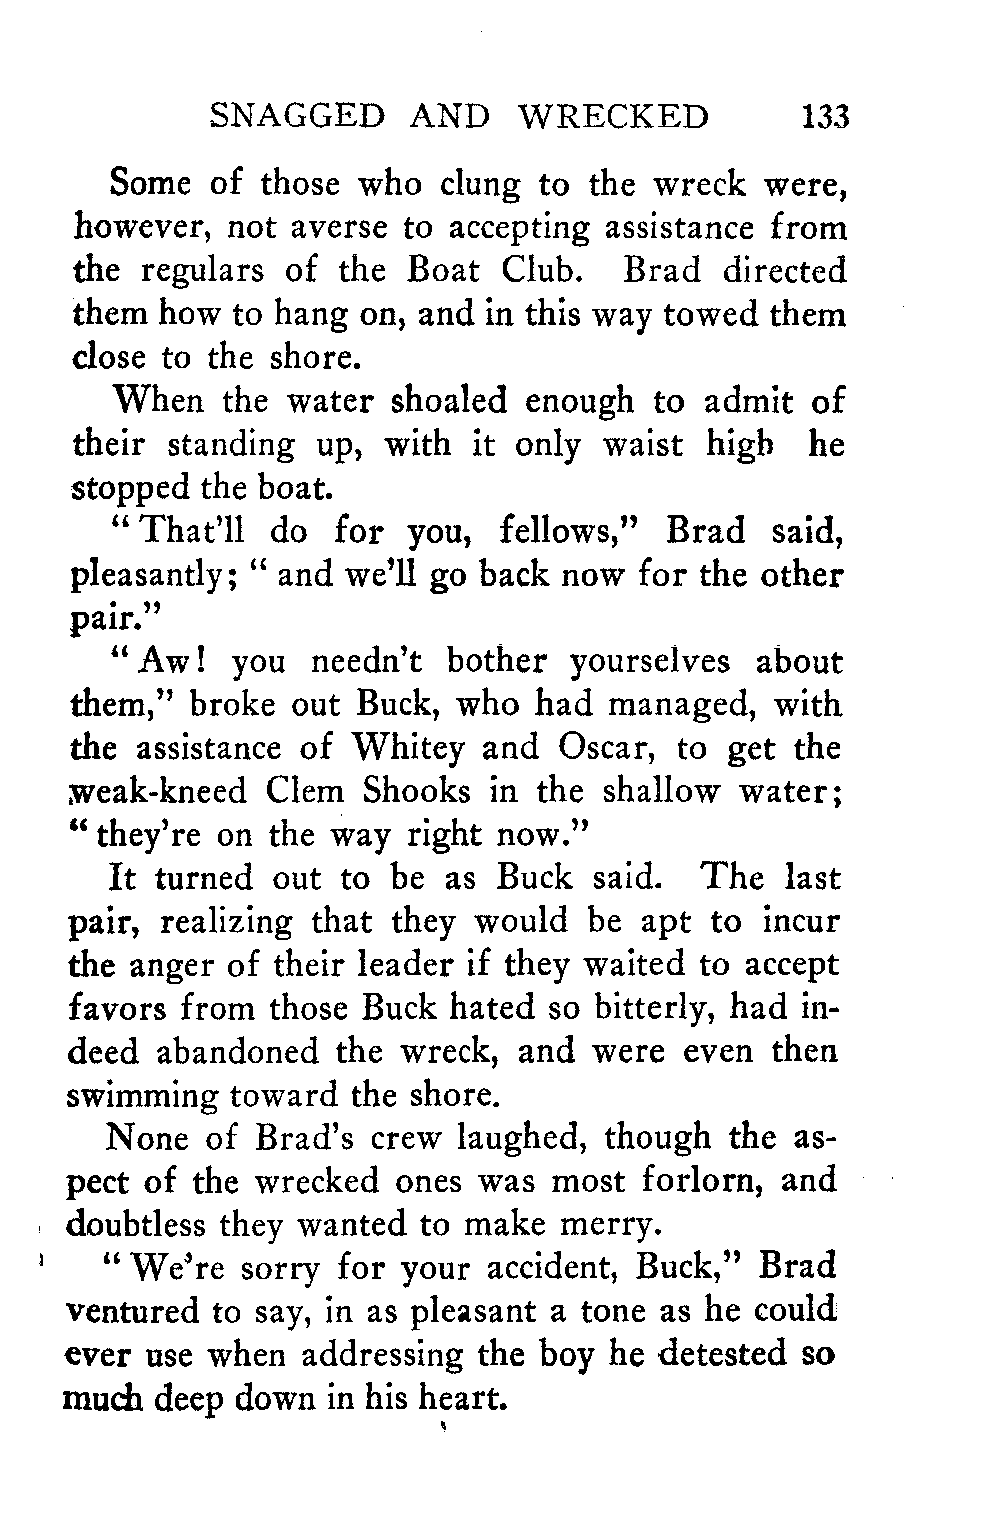 SNAGGED AND WRECKED 133
Some of those who clung to the wreck were,
however, not averse to accepting assistance from
the regulars of the Boat Club. Brad directed
them how to hang on, and in this way towed them
close to the shore.
When the water shoaled enough to admit of
their standing up, with it only waist high he
stopped the boat.
“ That’ll do for you, fellows,” Brad said,
pleasantly; “ and we’ll go back now for the other
pair.”
“ Aw! you needn’t bother yourselves about
them,” broke out Buck, who had managed, with
the assistance of Whitey and Oscar, to get the
weak-kneed Clem Shooks in the shallow water;
“ they’re on the way right now.”
It turned out to be as Buck said. The last
pair, realizing that they would be apt to incur
the anger of their leader if they waited to accept
favors from those Buck hated so bitterly, had in-
deed abandoned the wreck, and were even then
swimming toward the shore.
None of Brad’s crew laughed, though the as-
pect of the wrecked ones was most forlorn, and
doubtless they wanted to make merry.
“ We’re sorry for your accident, Buck,” Brad
ventured to say, in as pleasant a tone as he could
ever use when addressing the boy he detested so
much deep down in his heart.